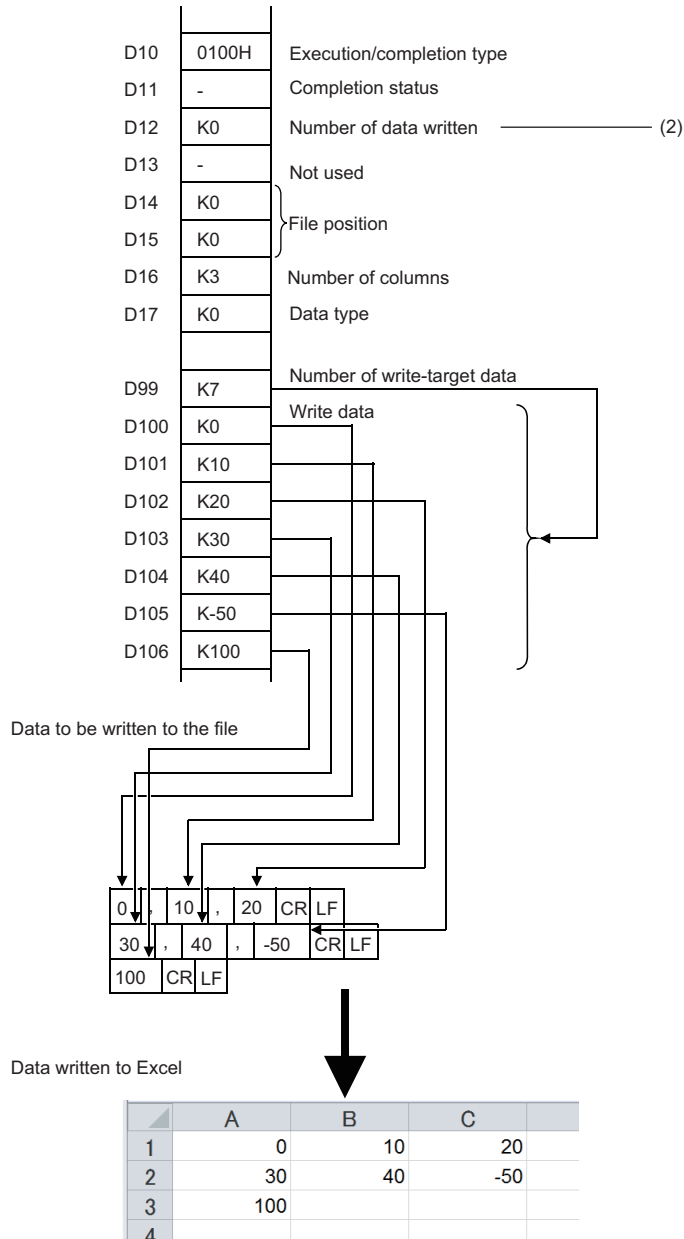 D10 0100H Execution/completion type
D11 - Completion status
D12 K0 Number of data written (2)
D13 - Not used
D14 K0
File position
D15 K0
D16 K3 Number of columns
D17 K0 Data type
D99 K7 Number of write-target data
D100 K0 Write data
D101 K10
D102 K20
D103 K30
D104 K40
D105 K-50
D106 K100
Data to be written to the file
0 , 10 , 20 CR LF
30 , 40 , -50 CR LF
100 CR LF
Data written to Excel
A B C
1 0 10 20
2 30 40 -50
3 100
4